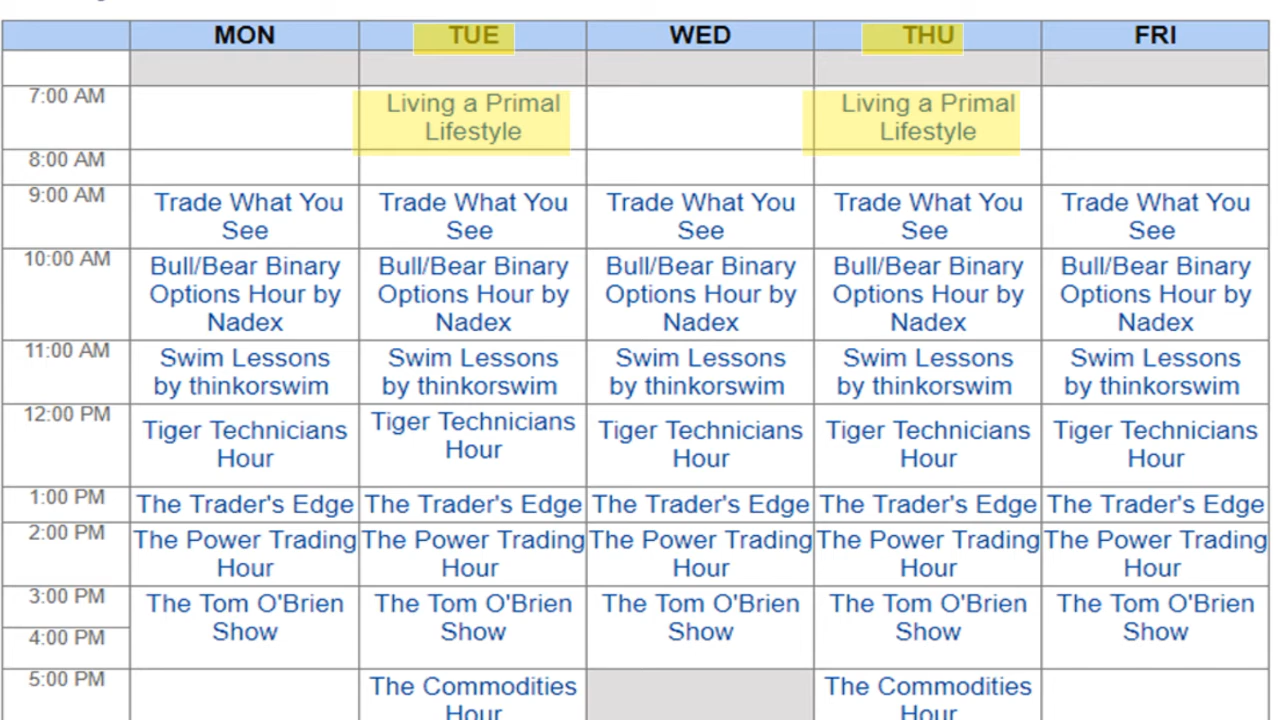 MON TUE WED THU FRI
7:00 AM
Living a Primal
Lifestyle
Living a Primal
Lifestyle
8:00 AM
9:00 AM
Trade What You
See
Trade What You
See
Trade What You
See
Trade What You
See
Trade What You
See
10:00 AM
Bull/Bear Binary
Options Hour by
Nadex
Bull/Bear Binary
Options Hour by
Nadex
Bull/Bear Binary
Options Hour by
Nadex
Bull/Bear Binary
Options Hour by
Nadex
Bull/Bear Binary
Options Hour by
Nadex
11:00 AM
Swim Lessons
by thinkorswim
Swim Lessons
by thinkorswim
Swim Lessons
by thinkorswim
Swim Lessons
by thinkorswim
Swim Lessons
by thinkorswim
12:00 PM
Tiger Technicians
Hour
Tiger Technicians
Hour
Tiger Technicians
Hour
Tiger Technicians
Hour
Tiger Technicians
Hour
1:00 PM
The Trader's Edge
The Trader's Edge
The Trader's Edge
The Trader's Edge
The Trader's Edge
2:00 PM
The Power Trading
Hour
The Power Trading
Hour
The Power Trading
Hour
The Power Trading
Hour
The Power Trading
Hour
3:00 PM
The Tom O'Brien
Show
The Tom O'Brien
Show
The Tom O'Brien
Show
The Tom O'Brien
Show
The Tom O'Brien
Show
4:00 PM
5:00 PM
The Commodities
Hour
The Commodities
Hour